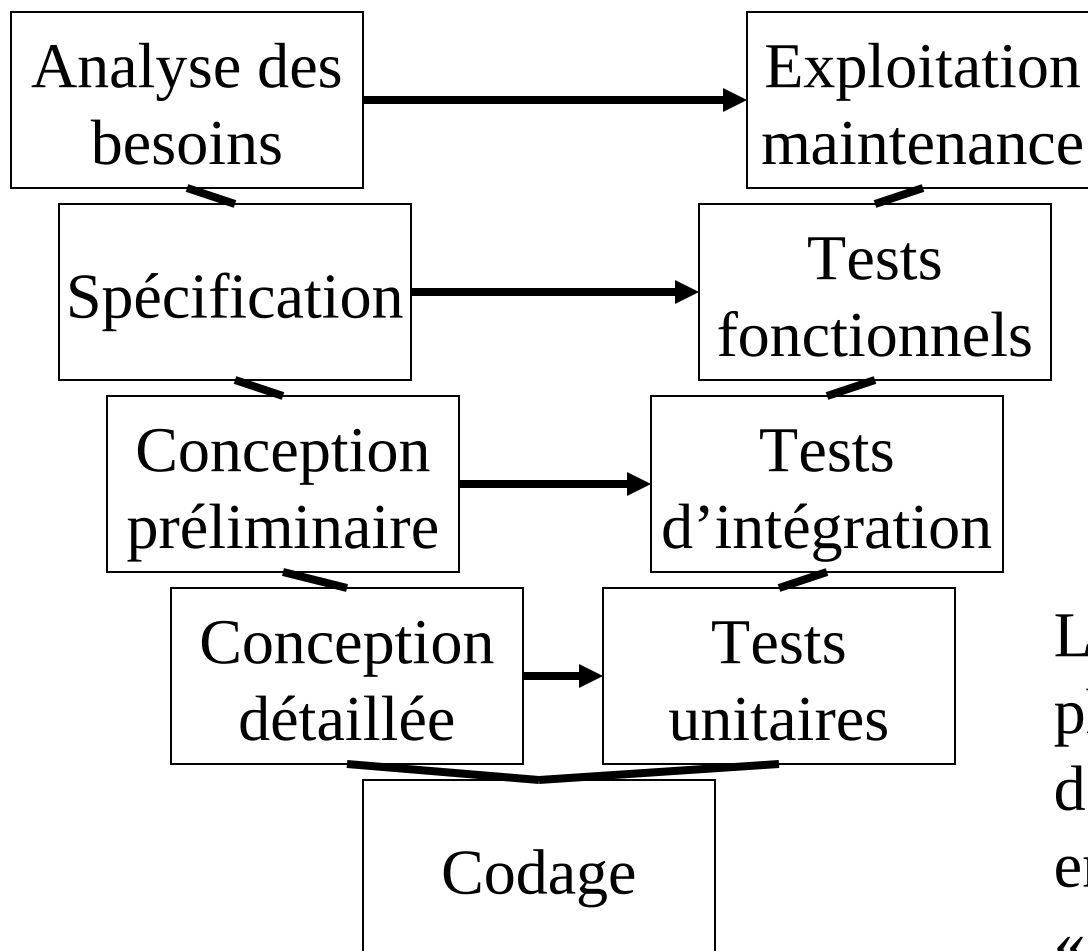 Analyse des
besoins
Exploitation
maintenance
Spécification
Tests
fonctionnels
Conception
préliminaire
Tests
d’intégration
Conception
détaillée
Tests
unitaires
Codage